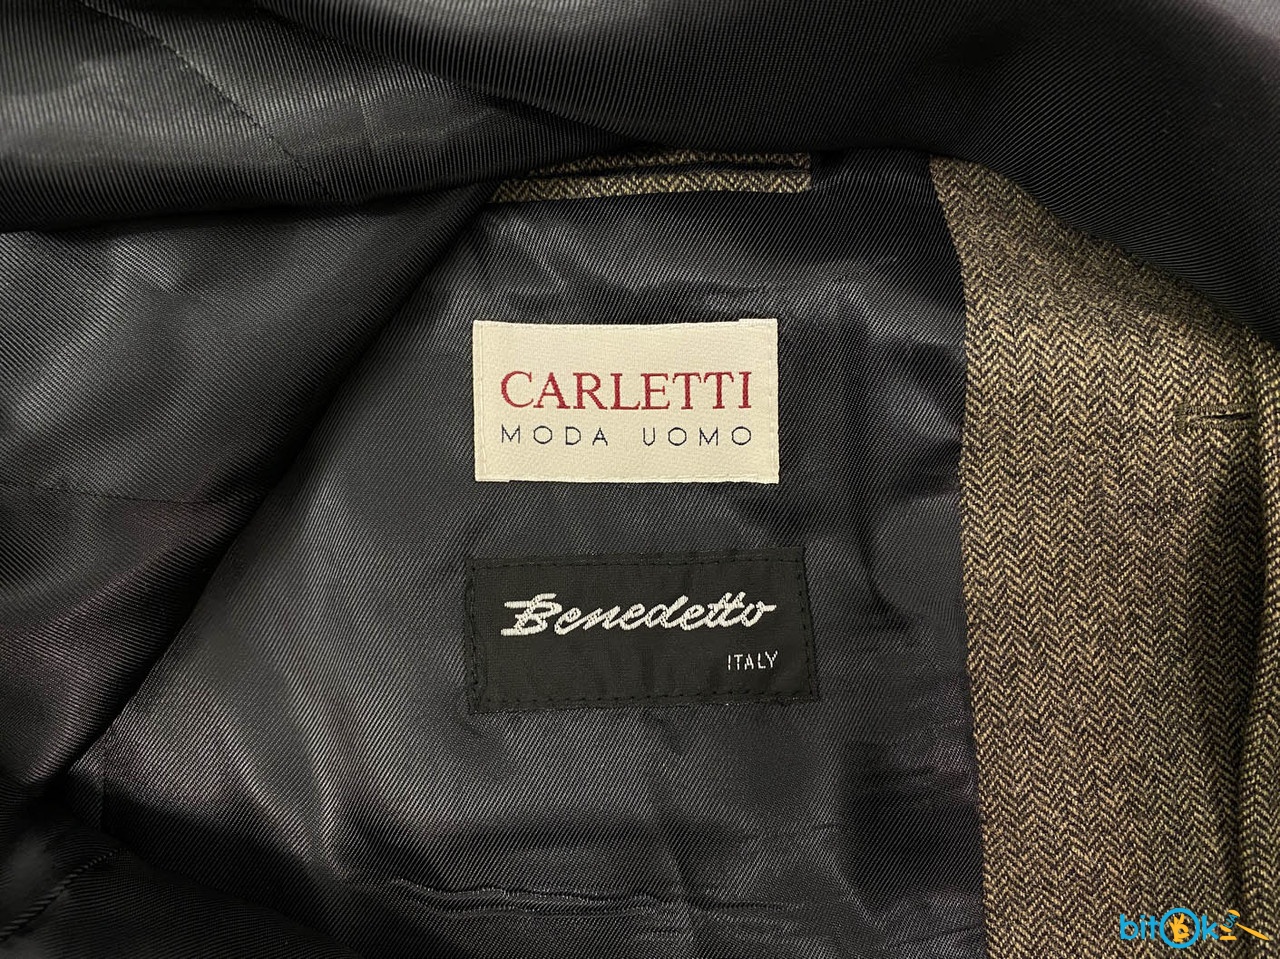 CARLETTI
MODA UOMO
Benedetto
ITALY
bitOk